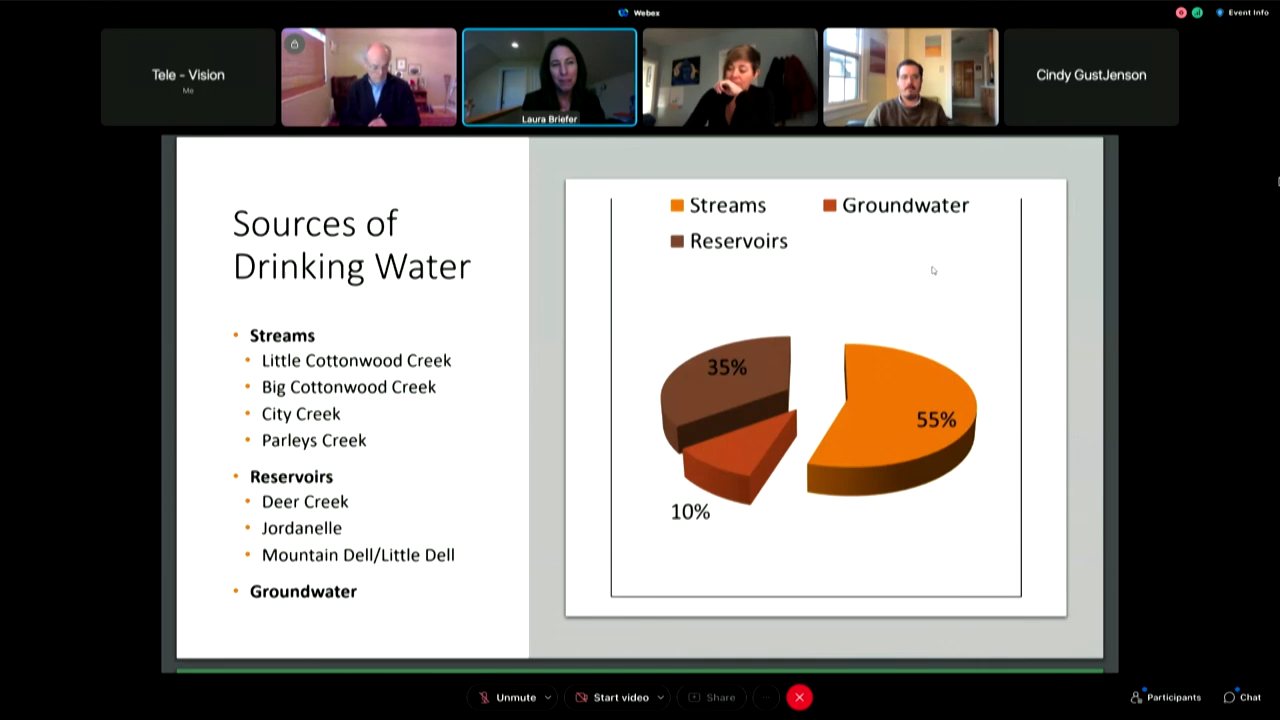 Webex
Event Info
Tele - Vision
Me
Laura Briefer
Cindy GustJenson
Sources of
Drinking Water
• Streams
• Little Cottonwood Creek
• Big Cottonwood Creek
• City Creek
• Parleys Creek
• Reservoirs
• Deer Creek
• Jordanelle
• Mountain Dell/Little Dell
• Groundwater
Streams
Groundwater
Reservoirs
35%
55%
10%
Unmute
Start video
Share
Participants
Chat